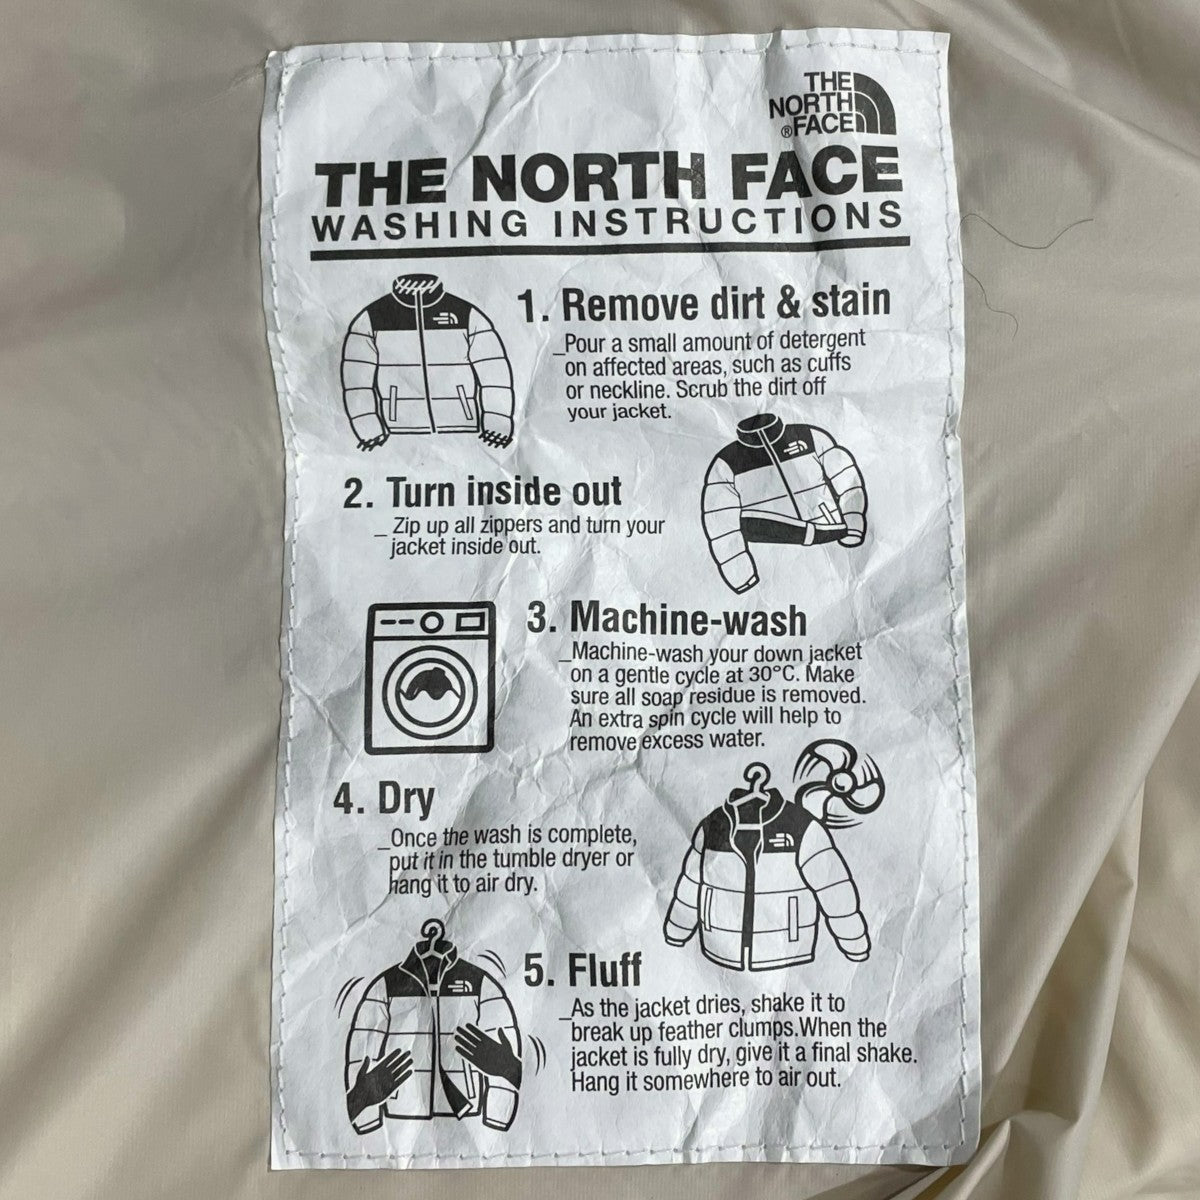 THE
NORTH
®FACE
THE NORTH FACE
WASHING INSTRUCTIONS
1. Remove dirt & stain
_Pour a small amount of detergent
on affected areas, such as cuffs
or neckline. Scrub the dirt off
your jacket.
2. Turn inside out
_ Zip up all zippers and turn your
jacket inside out.
3. Machine-wash
_Machine-wash your down jacket
on a gentle cycle at 30°C. Make
sure all soap residue is removed.
An extra spin cycle will help to
remove excess water.
4. Dry
_Once the wash is complete,
put it in the tumble dryer or
hang it to air dry.
5. Fluff
_As the jacket dries, shake it to
break up feather clumps.When the
jacket is fully dry, give it a final shake.
Hang it somewhere to air out.